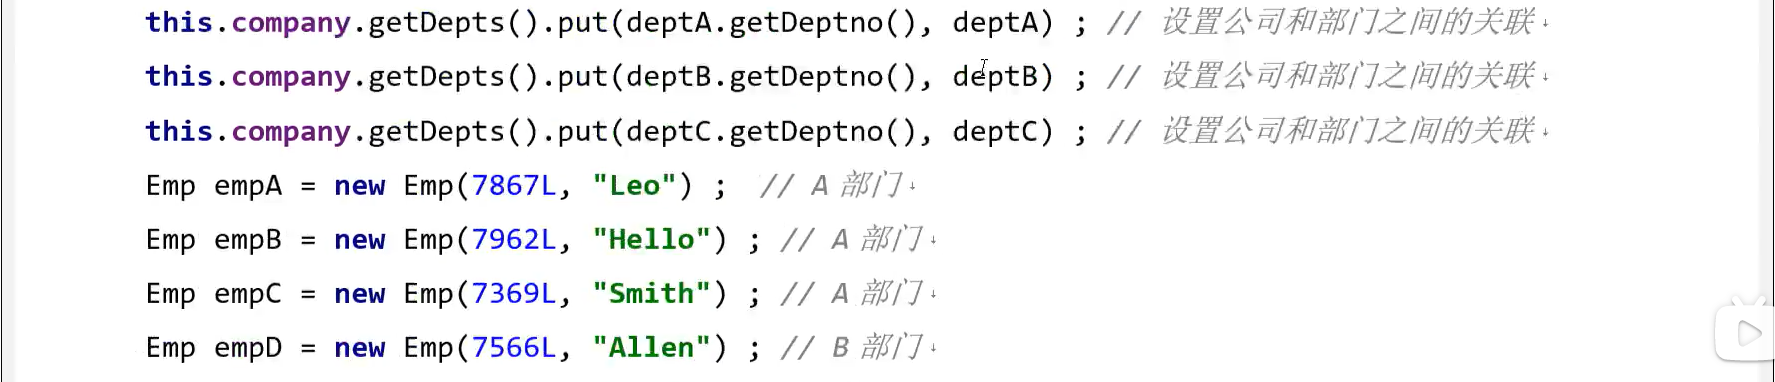 this.company.getDepts().put(deptA.getDeptno(), deptA) ; // 设置公司和部门之间的关联
this.company.getDepts().put(deptB.getDeptno(), deptB) ; // 设置公司和部门之间的关联
this.company.getDepts().put(deptC.getDeptno(), deptC) ; // 设置公司和部门之间的关联
Emp empA = new Emp(7867L, "Leo") ;  // A 部门
Emp empB = new Emp(7962L, "Hello") ; // A 部门
Emp empC = new Emp(7369L, "Smith") ; // A 部门
Emp empD = new Emp(7566L, "Allen") ; // B 部门